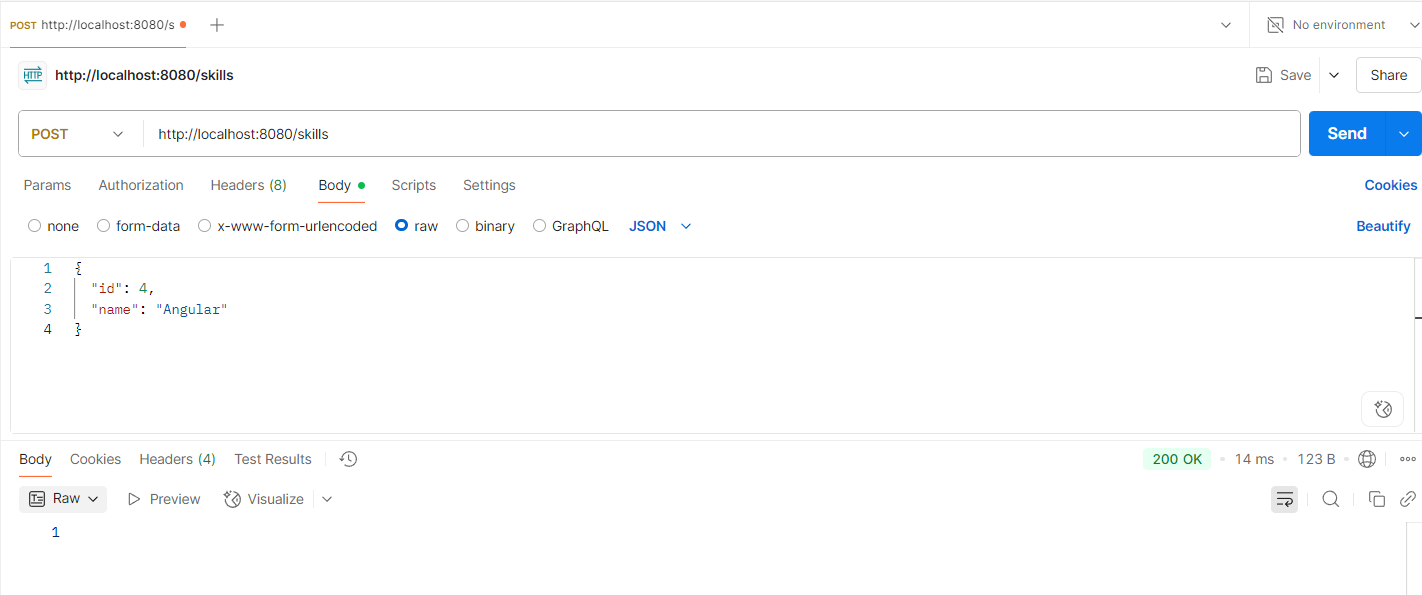 POST http://localhost:8080/s No environment
HTTP http://localhost:8080/skills Save Share
POST http://localhost:8080/skills Send
Params Authorization Headers (8) Body Scripts Settings Cookies
none form-data x-www-form-urlencoded raw binary GraphQL JSON Beautify
1 {
2 "id": 4,
3 "name": "Angular"
4 }
Body Cookies Headers (4) Test Results 200 OK 14 ms 123 B
Raw Preview Visualize
1